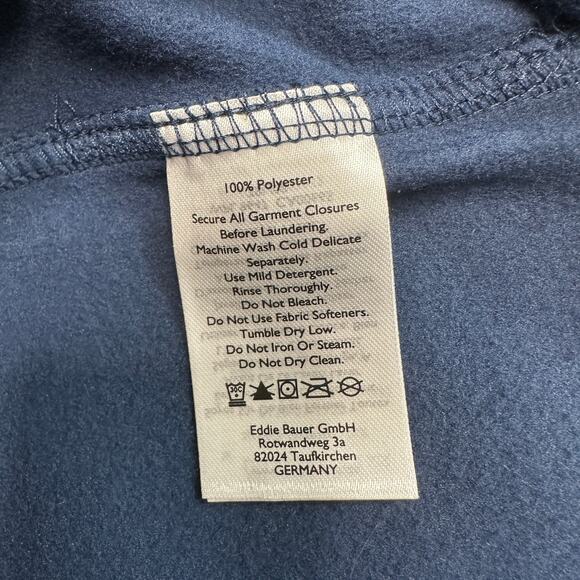 100% Polyester
Secure All Garment Closures
Before Laundering.
Machine Wash Cold Delicate
Separately.
Use Mild Detergent.
Rinse Thoroughly.
Do Not Bleach.
Do Not Use Fabric Softeners.
Tumble Dry Low.
Do Not Iron Or Steam.
Do Not Dry Clean.
30C
Eddie Bauer GmbH
Rotwandweg 3a
82024 Taufkirchen
GERMANY